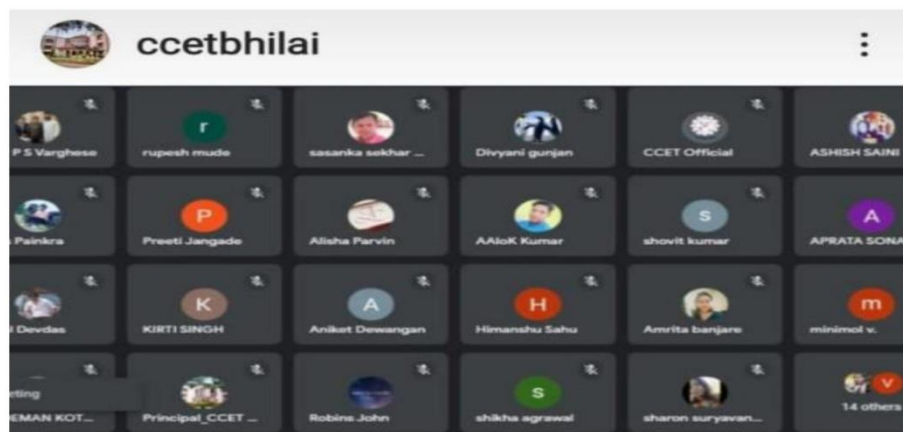 ccetbhilai
P S Varghese rupesh mude sasanka sekhar ... Divyani gunjan CCET Official ASHISH SAINI
r
Painkra Preeti Jangade Alisha Parvin AAloK Kumar shovit kumar APRATA SONA
P S A
Devdas KIRTI SINGH Aniket Dewangan Himanshu Sahu Amrita banjare minimol v.
K A H m
eting
EMAN KOT... Principal_CCET ... Robins John shikha agrawal sharon suryavan... 14 others
S V